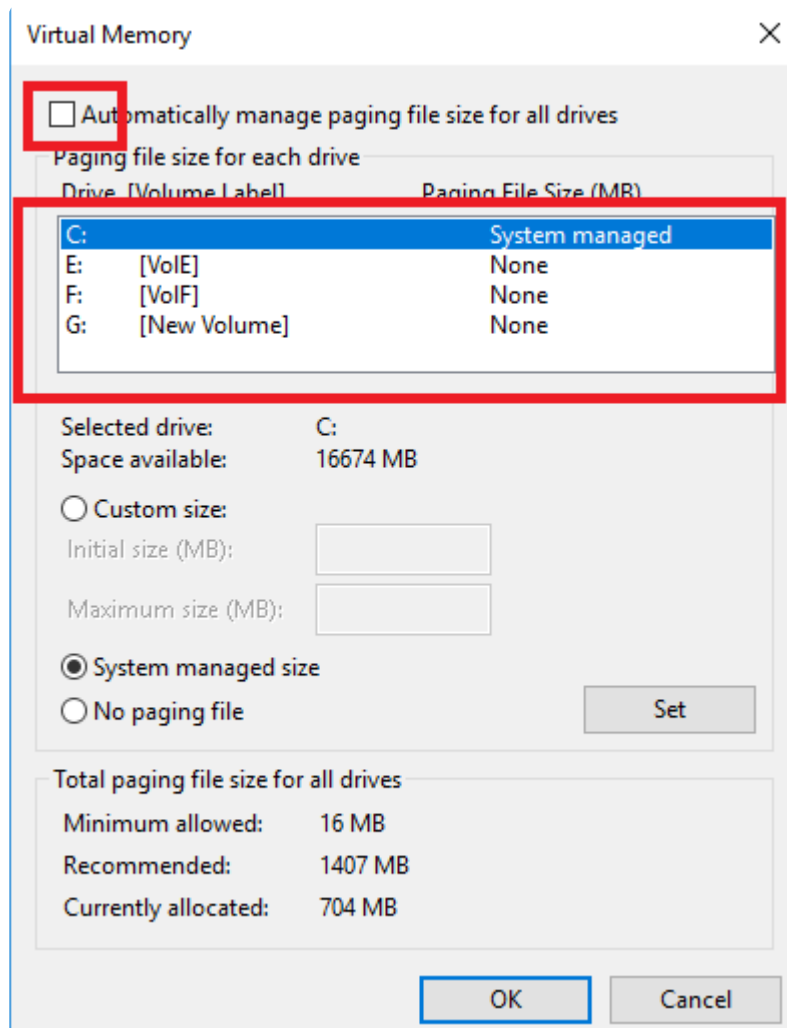 Virtual Memory
Automatically manage paging file size for all drives
Paging file size for each drive
Drive [Volume Label] Paging File Size (MB)
C: System managed
E: [VolE] None
F: [VolF] None
G: [New Volume] None
Selected drive: C:
Space available: 16674 MB
Custom size:
Initial size (MB):
Maximum size (MB):
System managed size
No paging file Set
Total paging file size for all drives
Minimum allowed: 16 MB
Recommended: 1407 MB
Currently allocated: 704 MB
OK Cancel